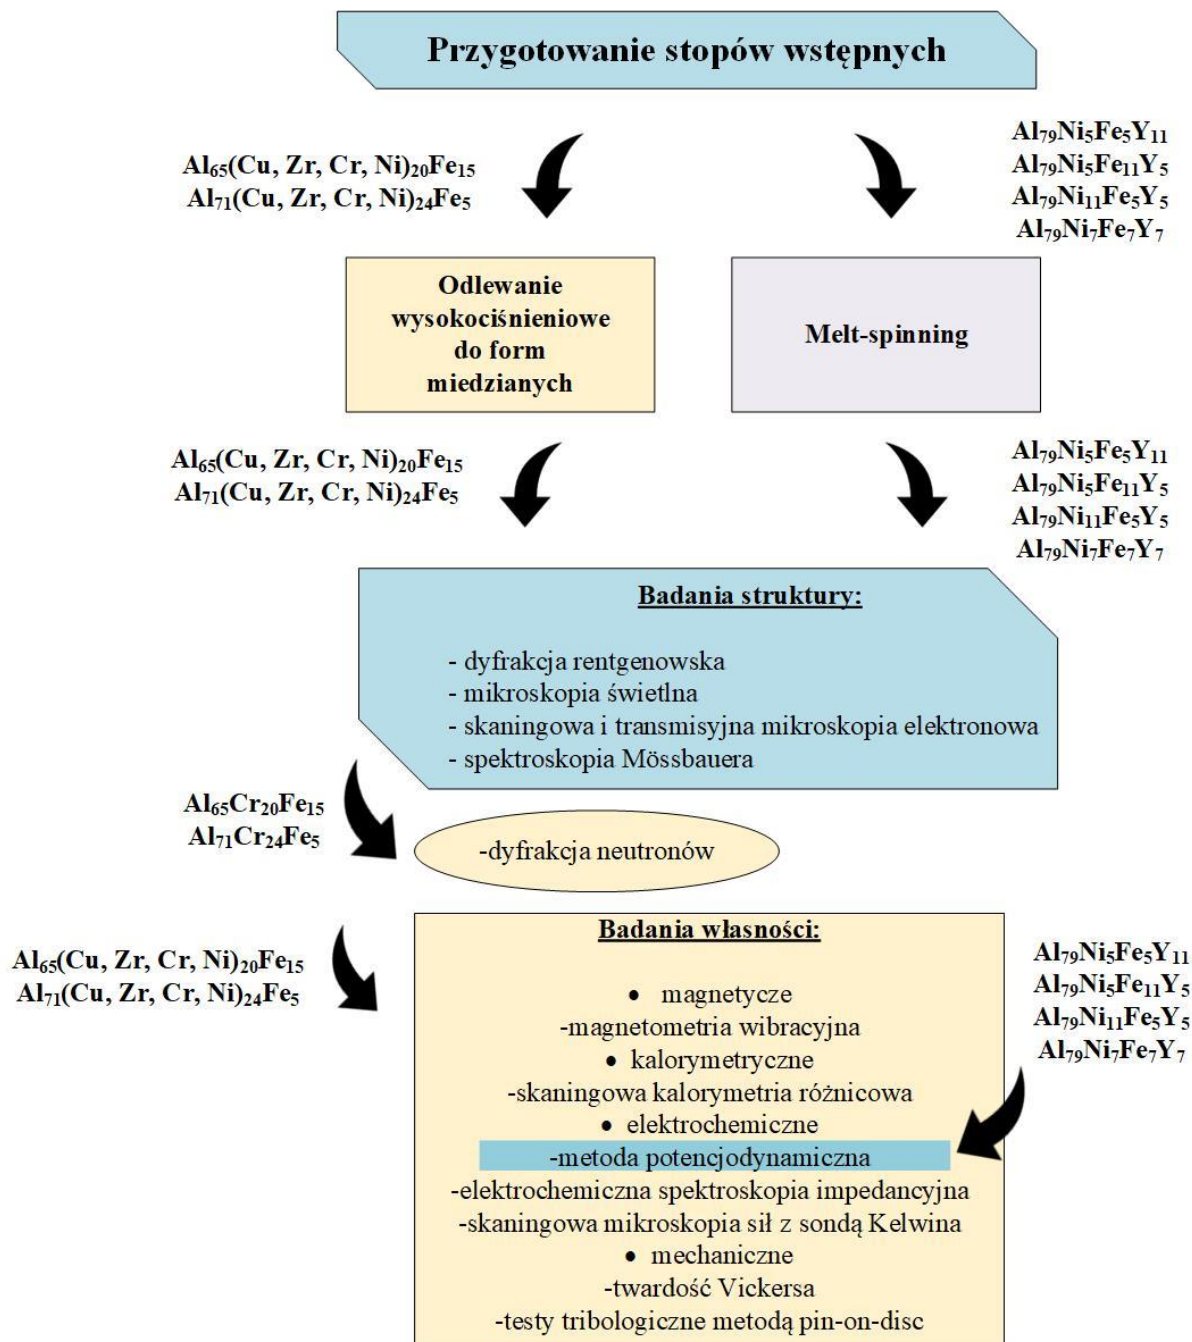 Przygotowanie stopów wstępnych
Al₆₅(Cu, Zr, Cr, Ni)₂₀Fe₁₅
Al₇₁(Cu, Zr, Cr, Ni)₂₄Fe₅
Al₇₉Ni₅Fe₅Y₁₁
Al₇₉Ni₅Fe₁₁Y₅
Al₇₉Ni₁₁Fe₅Y₅
Al₇₉Ni₇Fe₇Y₇
Odlewanie
wysokociśnieniowe
do form
miedzianych
Melt-spinning
Al₆₅(Cu, Zr, Cr, Ni)₂₀Fe₁₅
Al₇₁(Cu, Zr, Cr, Ni)₂₄Fe₅
Al₇₉Ni₅Fe₅Y₁₁
Al₇₉Ni₅Fe₁₁Y₅
Al₇₉Ni₁₁Fe₅Y₅
Al₇₉Ni₇Fe₇Y₇
Badania struktury:
- dyfrakcja rentgenowska
- mikroskopia świetlna
- skaningowa i transmisyjna mikroskopia elektronowa
- spektroskopia Mössbauera
Al₆₅Cr₂₀Fe₁₅
Al₇₁Cr₂₄Fe₅
-dyfrakcja neutronów
Al₆₅(Cu, Zr, Cr, Ni)₂₀Fe₁₅
Al₇₁(Cu, Zr, Cr, Ni)₂₄Fe₅
Badania własności:
• magnetycze
-magnetometria wibracyjna
• kalorymetryczne
-skaningowa kalorymetria różnicowa
• elektrochemiczne
-metoda potencjodynamiczna
-elektrochemiczna spektroskopia impedancyjna
-skaningowa mikroskopia sił z sondą Kelwina
• mechaniczne
-twardość Vickersa
-testy tribologiczne metodą pin-on-disc
Al₇₉Ni₅Fe₅Y₁₁
Al₇₉Ni₅Fe₁₁Y₅
Al₇₉Ni₁₁Fe₅Y₅
Al₇₉Ni₇Fe₇Y₇